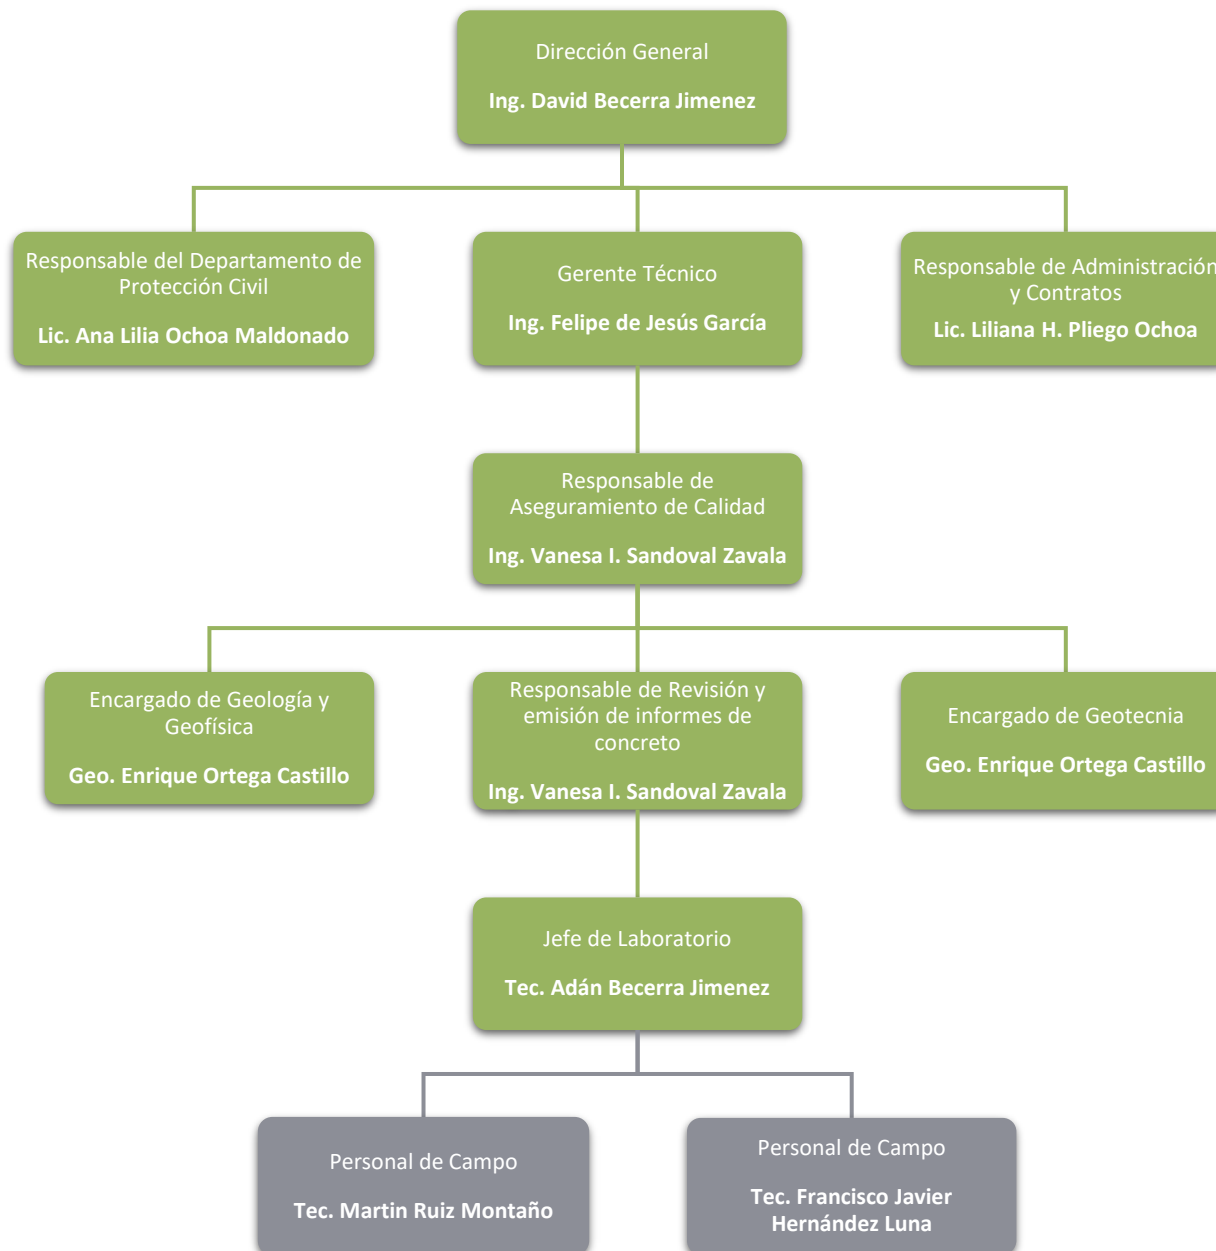 Dirección General
Ing. David Becerra Jimenez
Responsable del Departamento de
Protección Civil
Lic. Ana Lilia Ochoa Maldonado
Gerente Técnico
Ing. Felipe de Jesús García
Responsable de Administración
y Contratos
Lic. Liliana H. Pliego Ochoa
Responsable de
Aseguramiento de Calidad
Ing. Vanesa I. Sandoval Zavala
Encargado de Geología y
Geofísica
Geo. Enrique Ortega Castillo
Responsable de Revisión y
emisión de informes de
concreto
Ing. Vanesa I. Sandoval Zavala
Encargado de Geotecnia
Geo. Enrique Ortega Castillo
Jefe de Laboratorio
Tec. Adán Becerra Jimenez
Personal de Campo
Tec. Martin Ruiz Montaño
Personal de Campo
Tec. Francisco Javier
Hernández Luna